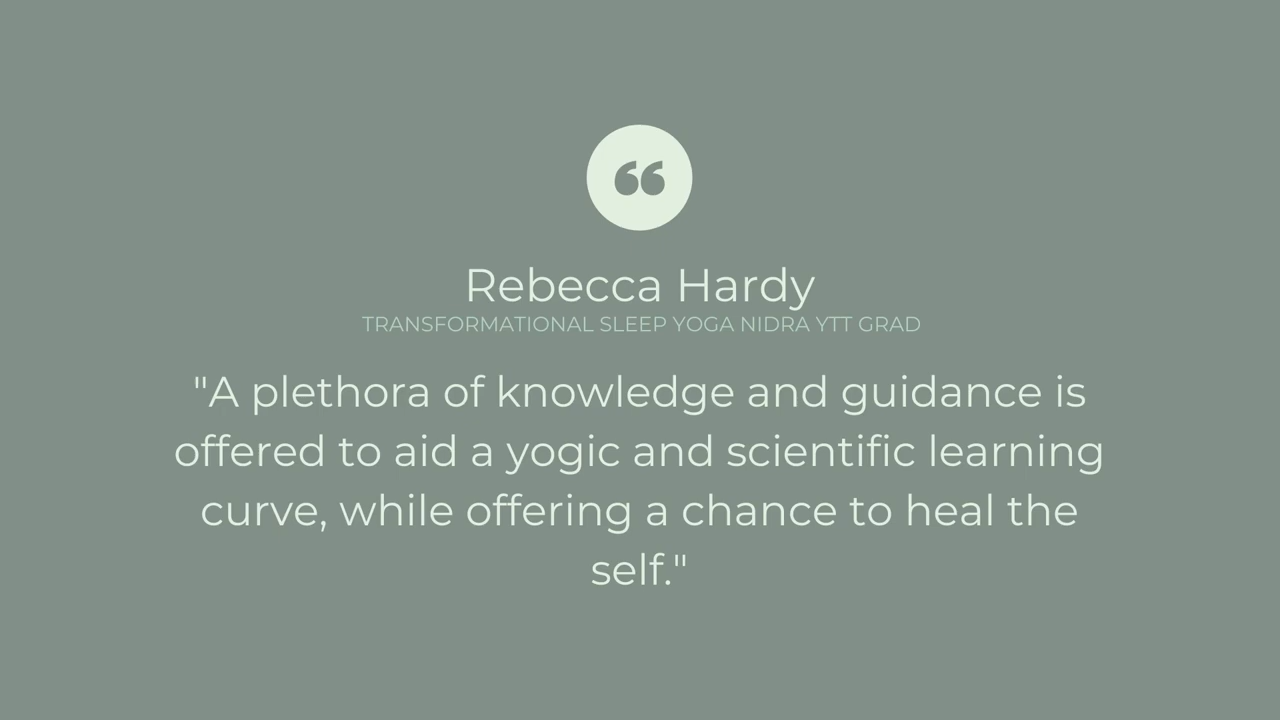 “
Rebecca Hardy
TRANSFORMATIONAL SLEEP YOGA NIDRA YTT GRAD
"A plethora of knowledge and guidance is
offered to aid a yogic and scientific learning
curve, while offering a chance to heal the
self."